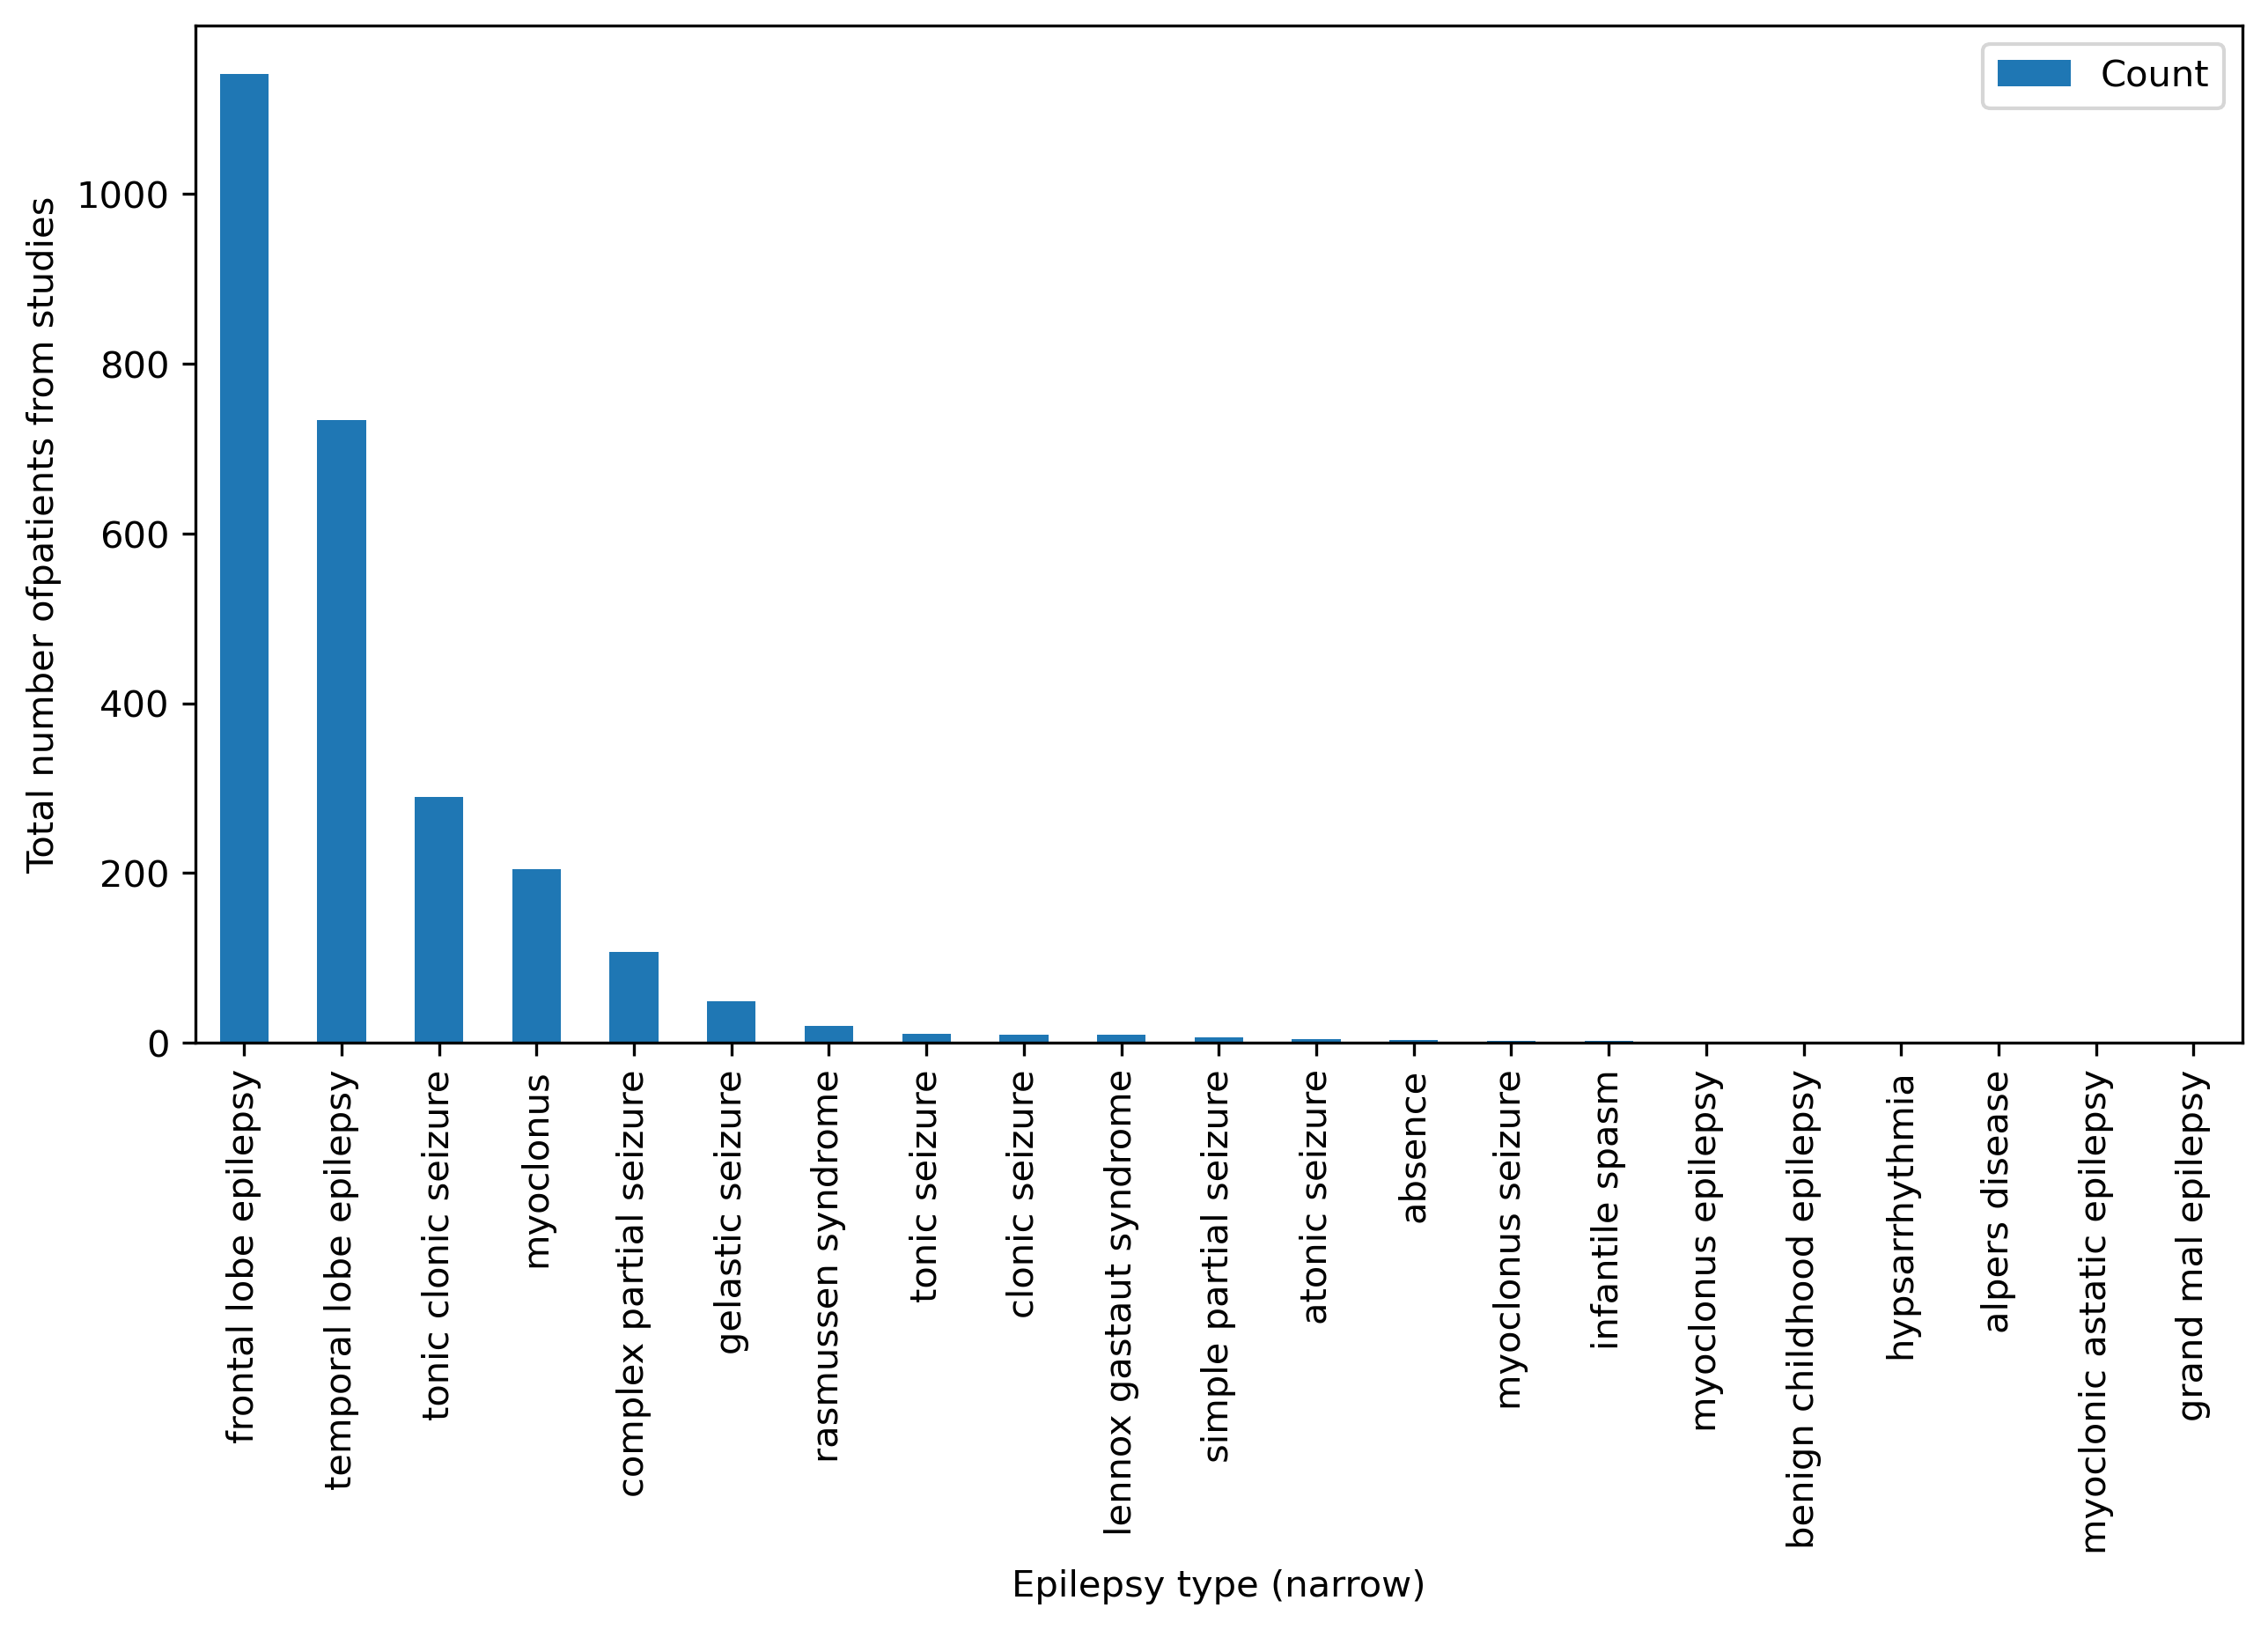 Count
Total number ofpatients from studies
1000
800
600
400
200
0
frontal lobe epilepsy
temporal lobe epilepsy
tonic clonic seizure
myoclonus
complex partial seizure
gelastic seizure
rasmussen syndrome
tonic seizure
clonic seizure
lennox gastaut syndrome
simple partial seizure
atonic seizure
absence
myoclonus seizure
infantile spasm
myoclonus epilepsy
benign childhood epilepsy
hypsarrhythmia
alpers disease
myoclonic astatic epilepsy
grand mal epilepsy
Epilepsy type (narrow)